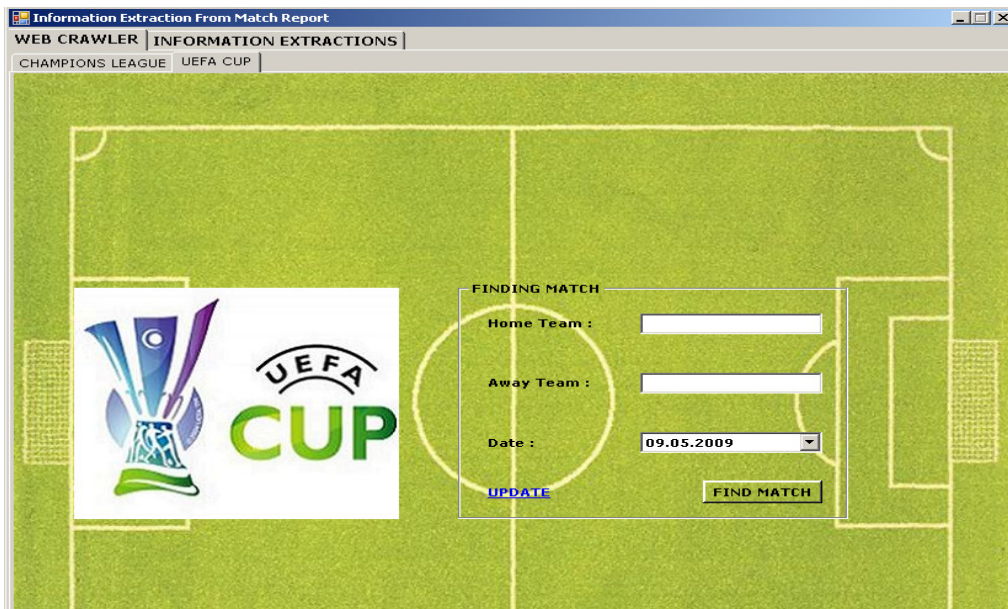 Information Extraction From Match Report
WEB CRAWLER INFORMATION EXTRACTIONS
CHAMPIONS LEAGUE UEFA CUP
FINDING MATCH
Home Team :
Away Team :
UEFA
CUP
Date : 09.05.2009
UPDATE FIND MATCH